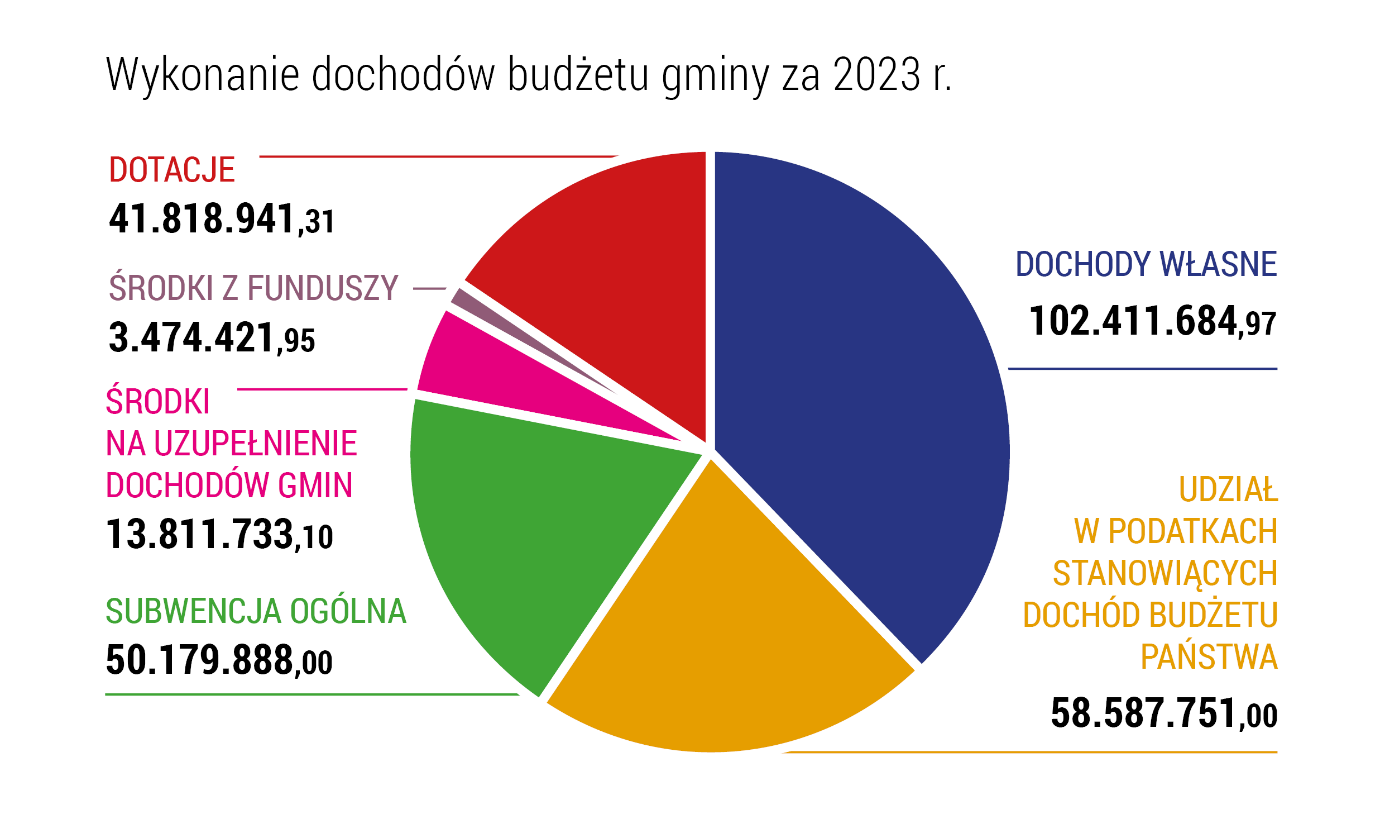 Wykonanie dochodów budżetu gminy za 2023 r.
DOTACJE
41.818.941,31
ŚRODKI Z FUNDUSZY
3.474.421,95
ŚRODKI
NA UZUPEŁNIENIE
DOCHODÓW GMIN
13.811.733,10
SUBWENCJA OGÓLNA
50.179.888,00
DOCHODY WŁASNE
102.411.684,97
UDZIAŁ
W PODATKACH
STANOWIĄCYCH
DOCHÓD BUDŻETU
PAŃSTWA
58.587.751,00